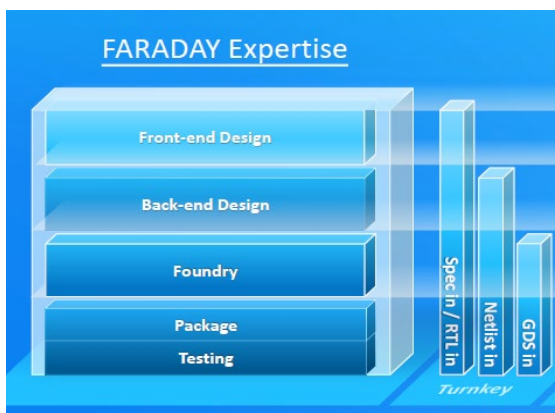 FARADAY Expertise
Front-end Design
Back-end Design
Foundry
Package
Testing
Spec in / RTL in
Netlist in
GDS in
Turnkey